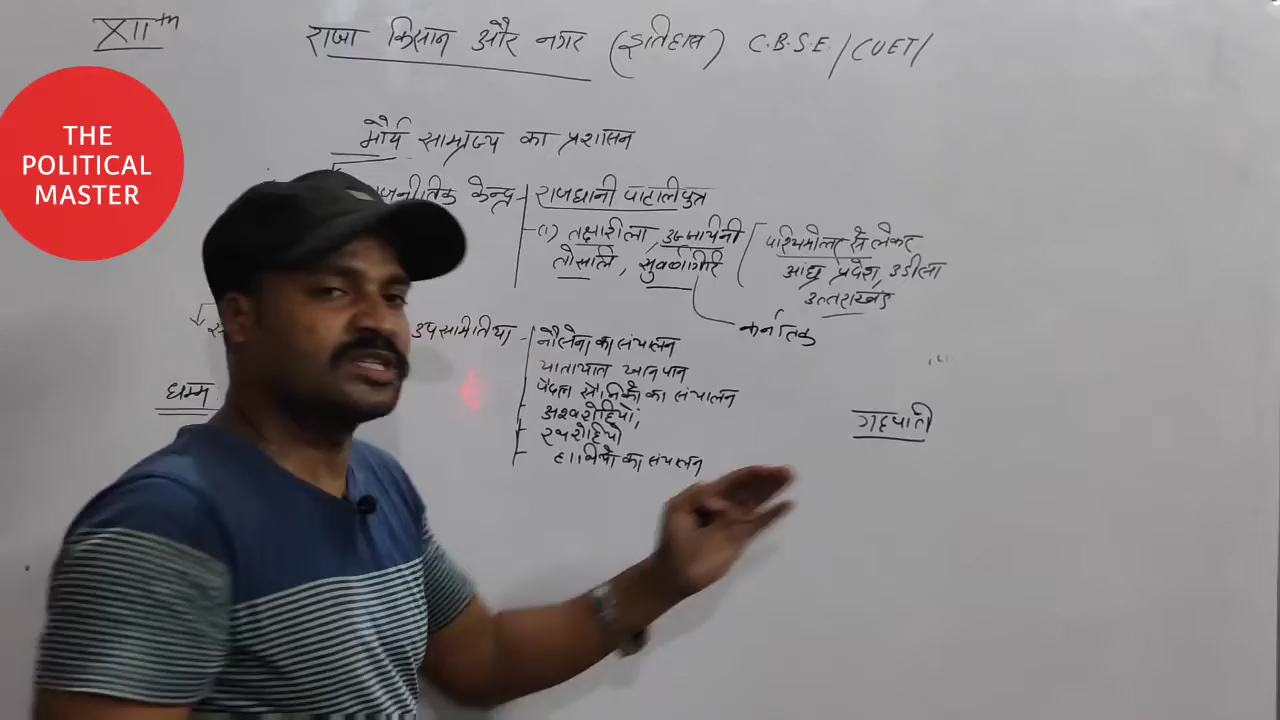 XIIth
राजा किसान और नगर (इतिहास) C.B.S.E./CUET/
THE
POLITICAL
MASTER
मौर्य साम्राज्य का प्रशासन
केन्द्र - राजधानी पाटलिपुत्र
(1) तक्षशीला, उज्जायिनी
तोसलि, सुवर्णगिरि
पश्चिमोत्तर से लेकर
आंध्र प्रदेश, उडीसा
उत्तराखंड
कर्नाटक
उपसमितिया - नौसेना का संचालन
यातायात खानपान
पैदल सैनिकों का संचालन
अश्वरोहियों,
रथरोहियो
हाथियों का संचालन
धम्म
गहपति